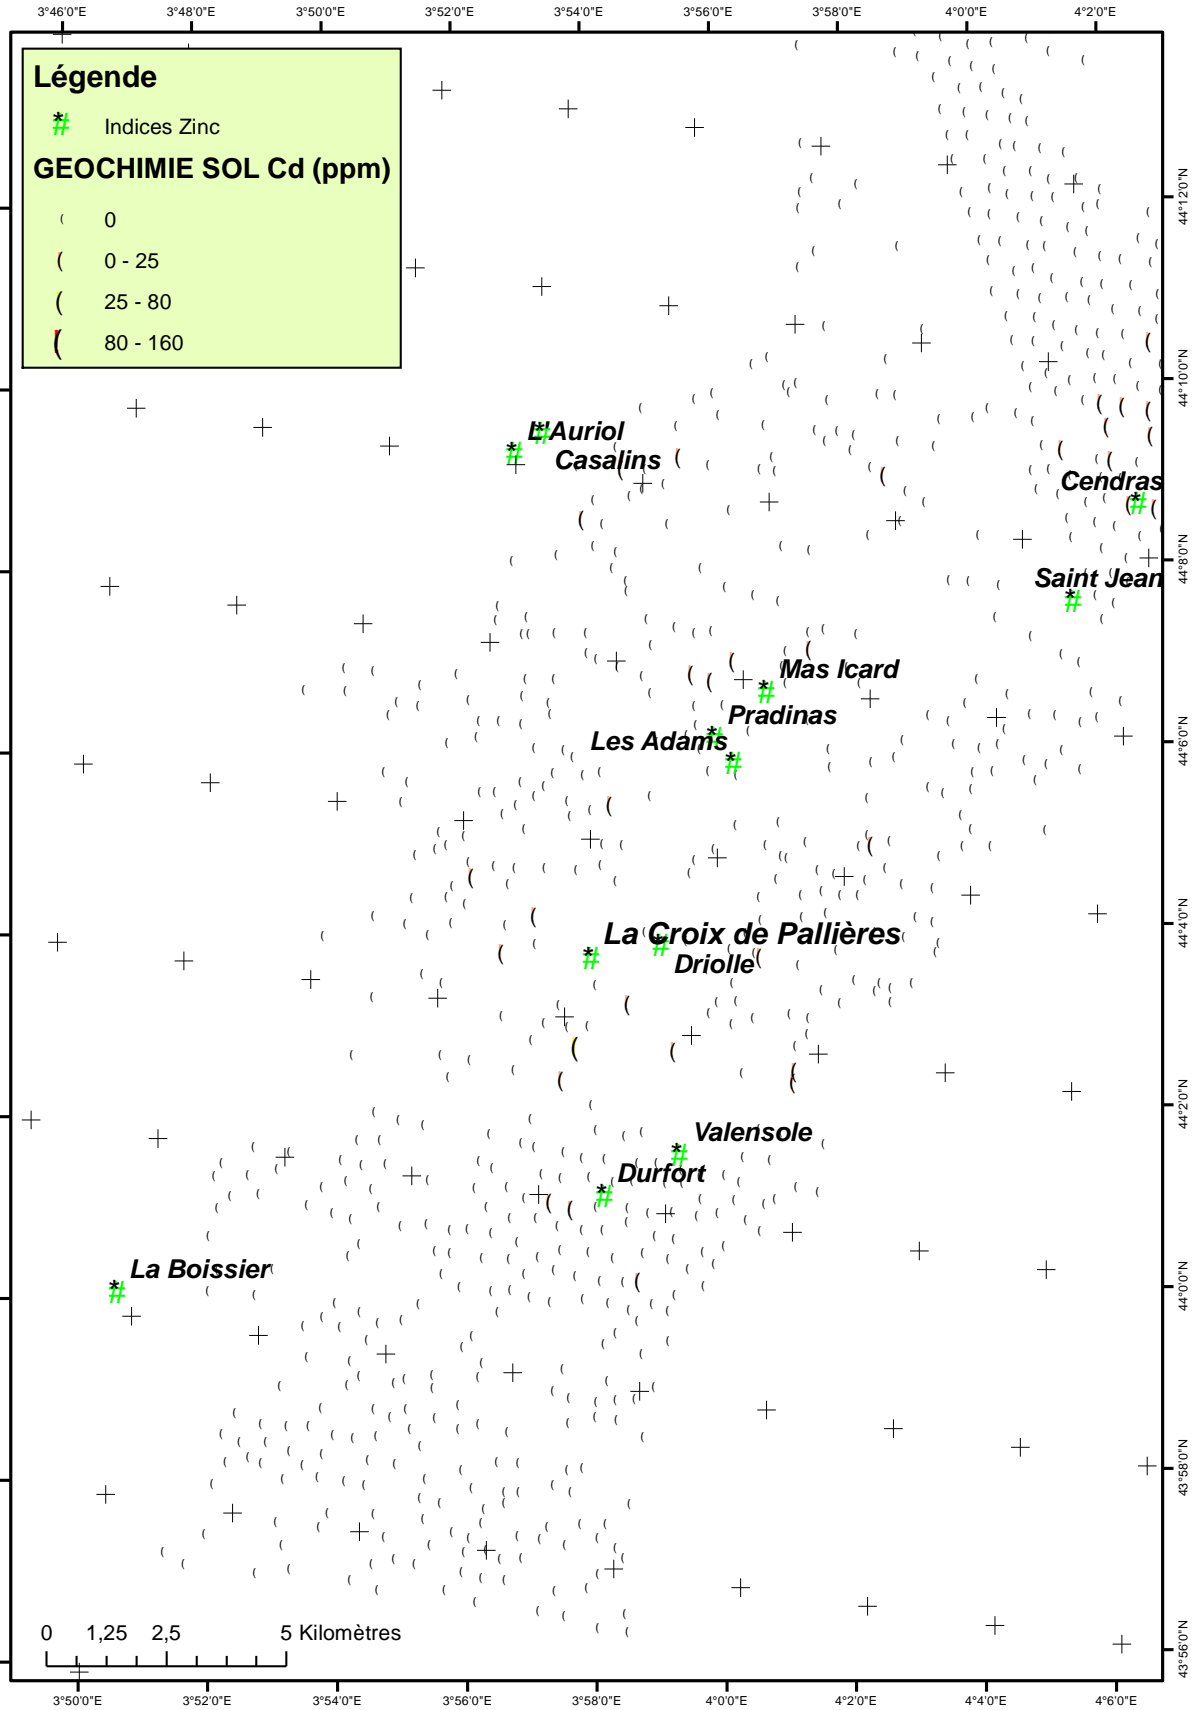 3°46'0"E 3°48'0"E 3°50'0"E 3°52'0"E 3°54'0"E 3°56'0"E 3°58'0"E 4°0'0"E 4°2'0"E
Légende
Indices Zinc
GEOCHIMIE SOL Cd (ppm)
0
0 - 25
25 - 80
80 - 160
44°12'0"N
44°10'0"N
L'Auriol
Casalins
Cendras
44°8'0"N
Saint Jean
Mas Icard
Pradinas
Les Adams
44°6'0"N
44°4'0"N
La Croix de Pallières
Driolle
44°2'0"N
Valensole
Durfort
La Boissier
44°0'0"N
43°58'0"N
0 1,25 2,5 5 Kilomètres
43°56'0"N
3°50'0"E 3°52'0"E 3°54'0"E 3°56'0"E 3°58'0"E 4°0'0"E 4°2'0"E 4°4'0"E 4°6'0"E